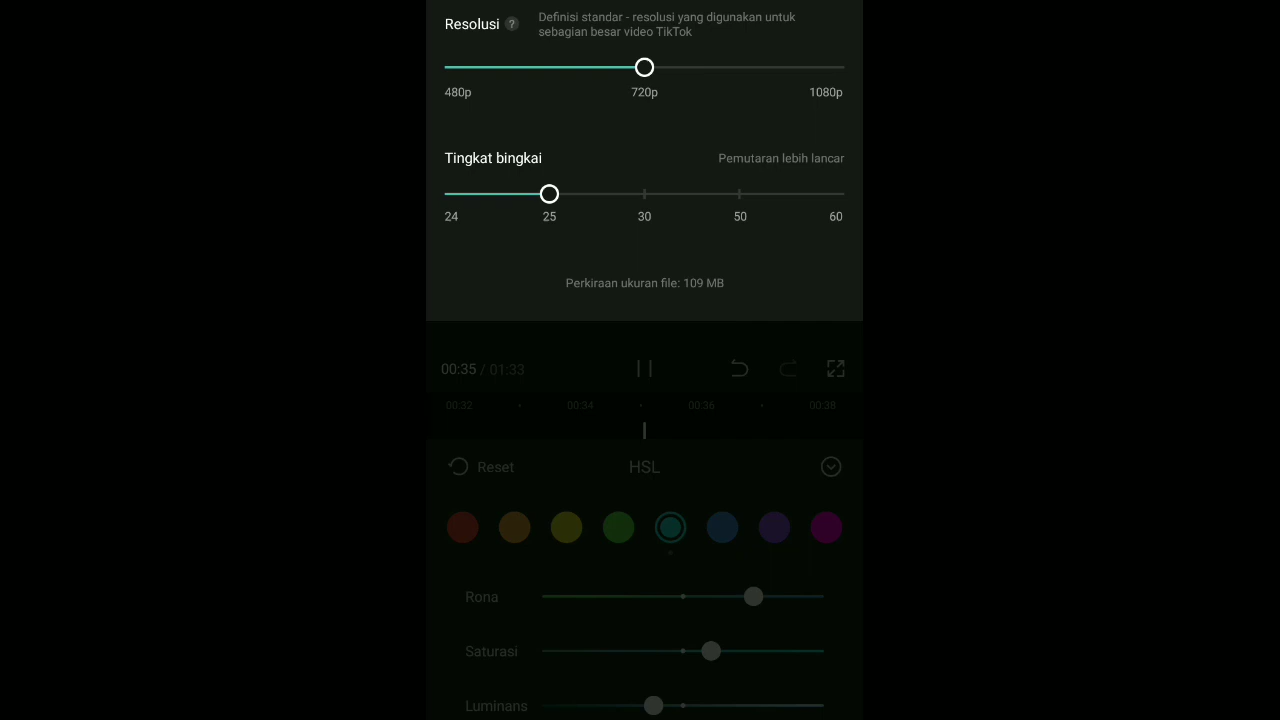 Resolusi ?
Definisi standar - resolusi yang digunakan untuk
sebagian besar video TikTok
480p 720p 1080p
Tingkat bingkai Pemutaran lebih lancar
24 25 30 50 60
Perkiraan ukuran file: 109 MB
00:35 / 01:33
00:32 00:34 00:36 00:38
Reset HSL
Rona
Saturasi
Luminans